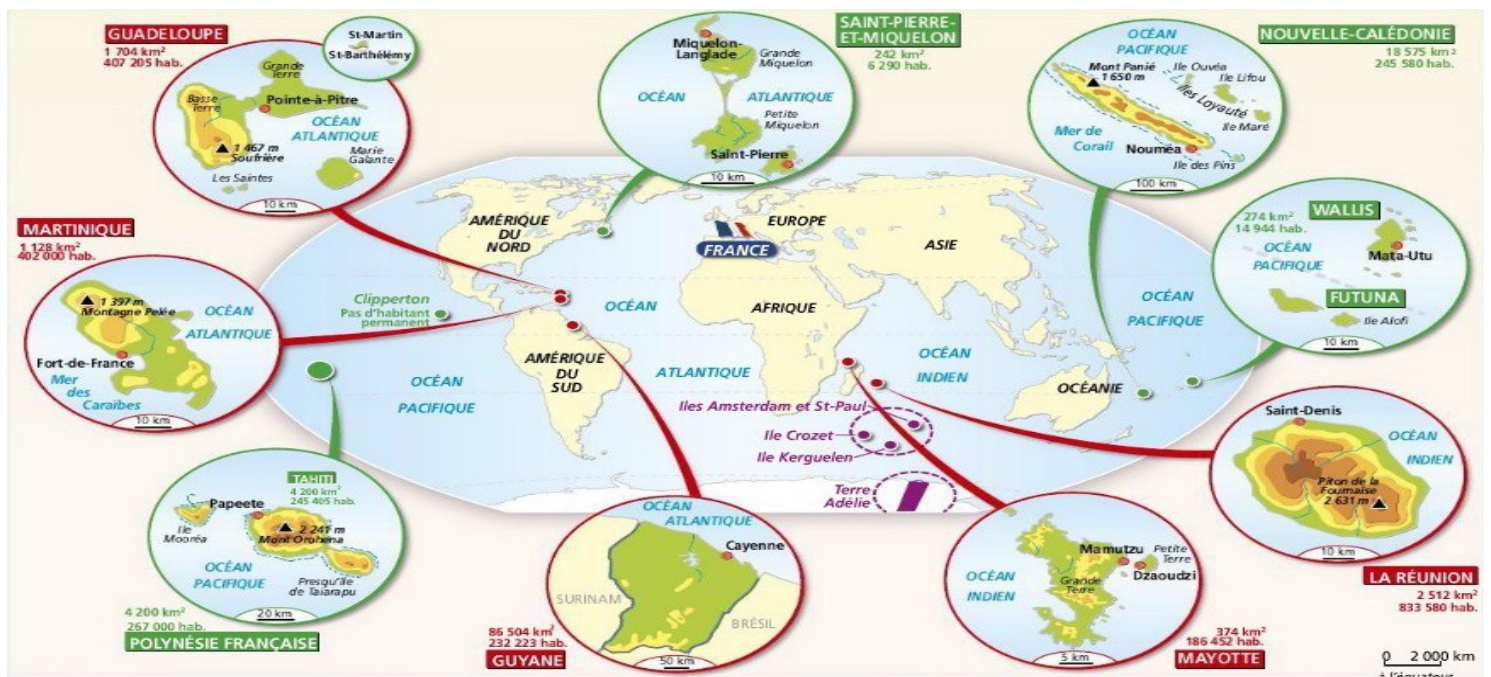 GUADELOUPE
1 704 km²
407 205 hab.
St-Martin
St-Barthélémy
Grande
Terre
Basse
Terre
Pointe-à-Pitre
OCÉAN
ATLANTIQUE
1 467 m
Soufrière
Marie
Galante
Les Saintes
10 km
SAINT-PIERRE-
ET-MIQUELON
242 km²
6 290 hab.
Miquelon-
Langlade
Grande
Miquelon
OCÉAN
ATLANTIQUE
Petite
Miquelon
Saint-Pierre
10 km
NOUVELLE-CALÉDONIE
18 575 km²
245 580 hab.
OCÉAN
PACIFIQUE
Mont Panié
1 650 m
Ile Ouvéa
Ile Lifou
Iles Loyauté
Ile Maré
Mer de
Corail
Nouméa
Ile des Pins
100 km
MARTINIQUE
1 128 km²
402 000 hab.
1 397 m
Montagne Pelée
OCÉAN
ATLANTIQUE
Fort-de-France
Mer
des
Caraïbes
10 km
AMÉRIQUE
DU
NORD
EUROPE
ASIE
FRANCE
AFRIQUE
OCÉAN
ATLANTIQUE
Clipperton
Pas d'habitant
permanent
AMÉRIQUE
DU
SUD
OCÉAN
PACIFIQUE
OCÉAN
INDIEN
OCÉAN
PACIFIQUE
OCÉANIE
Iles Amsterdam et St-Paul
Ile Crozet
Ile Kerguelen
Terre
Adélie
WALLIS
274 km²
14 944 hab.
OCÉAN
PACIFIQUE
Mata-Utu
FUTUNA
Ile Alofi
10 km
TAHITI
4 200 km²
245 405 hab.
Papeete
2 241 m
Mont Orohena
Ile
Mooréa
OCÉAN
PACIFIQUE
Presqu'île
de Taiarapu
20 km
4 200 km²
267 000 hab.
POLYNÉSIE FRANÇAISE
OCÉAN
ATLANTIQUE
Cayenne
SURINAM
BRÉSIL
50 km
86 504 km²
232 223 hab.
GUYANE
Mamutzu
Petite
Terre
Dzaoudzi
Grande
Terre
OCÉAN
INDIEN
5 km
374 km²
186 452 hab.
MAYOTTE
Saint-Denis
OCÉAN
INDIEN
Piton de la
Fournaise
2 631 m
10 km
LA RÉUNION
2 512 km²
833 580 hab.
0 2 000 km
à l'équateur